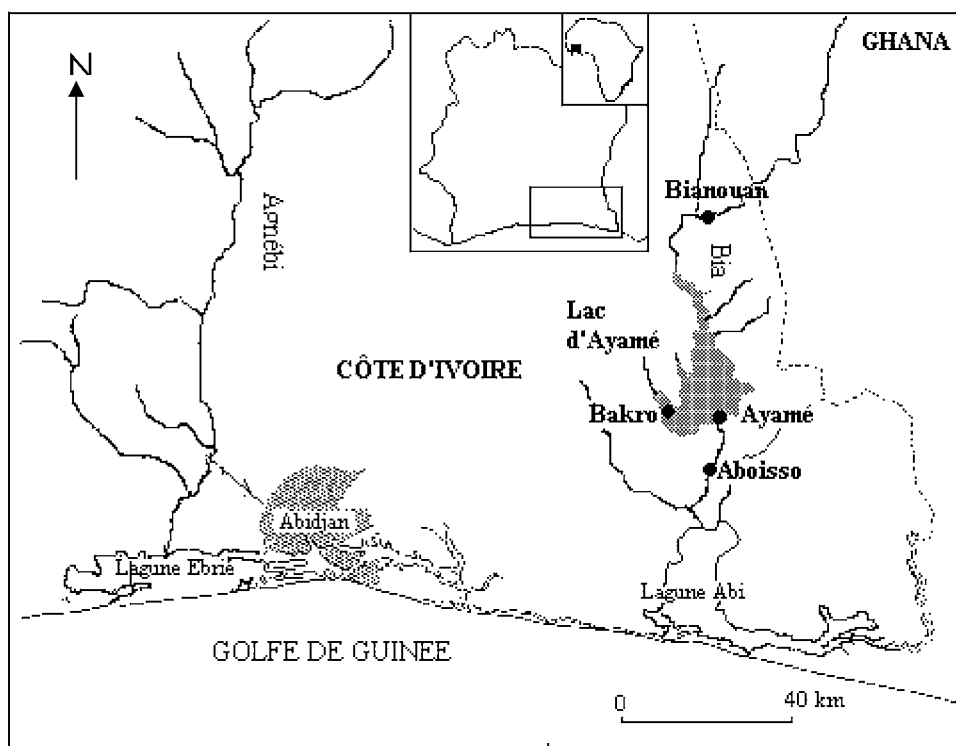 N
GHANA
Bianouan
Agnébi
Bia
Lac
d'Ayamé
CÔTE D'IVOIRE
Bakro
Ayamé
Aboisso
Abidjan
Lagune Ebrié
Lagune Abi
GOLFE DE GUINEE
0
40 km